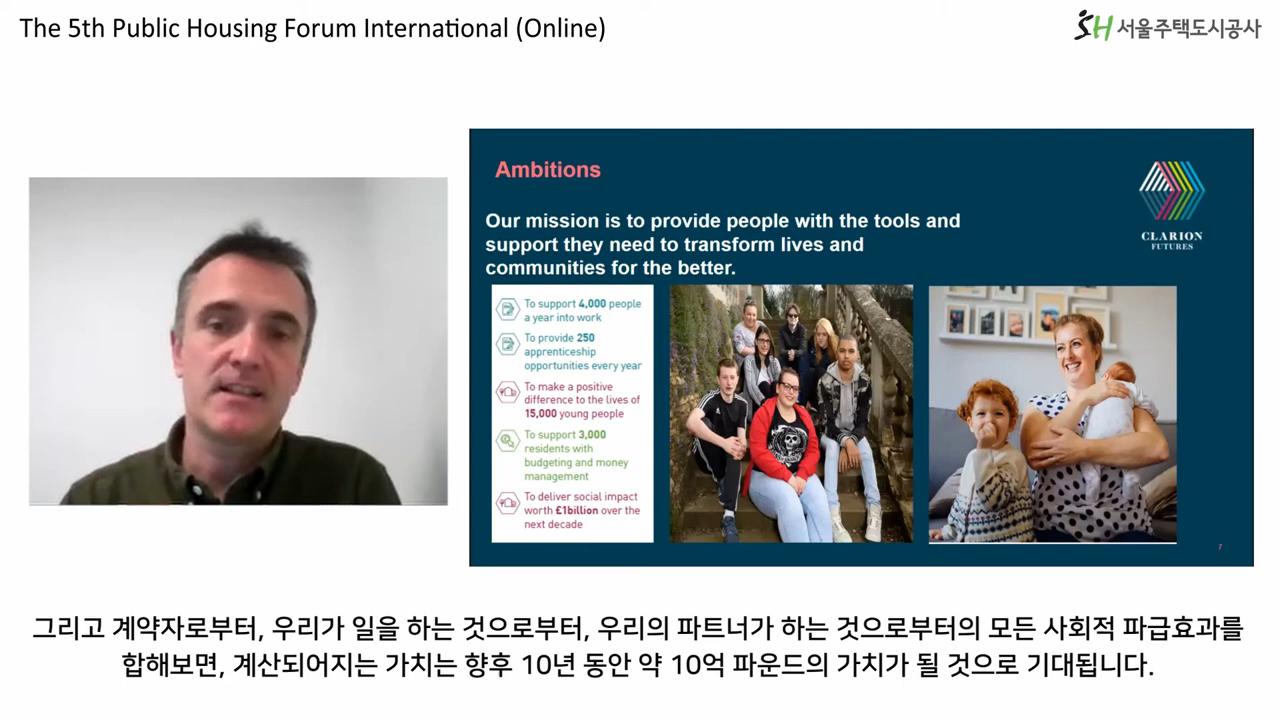 The 5th Public Housing Forum International (Online)
SH 서울주택도시공사
Ambitions
Our mission is to provide people with the tools and
support they need to transform lives and
communities for the better.
CLARION
FUTURES
To support 4,000 people
a year into work
To provide 250
apprenticeship
opportunities every year
To make a positive
difference to the lives of
15,000 young people
To support 3,000
residents with
budgeting and money
management
To deliver social impact
worth £1billion over the
next decade
7
그리고 계약자로부터, 우리가 일을 하는 것으로부터, 우리의 파트너가 하는 것으로부터의 모든 사회적 파급효과를
합해보면, 계산되어지는 가치는 향후 10년 동안 약 10억 파운드의 가치가 될 것으로 기대됩니다.